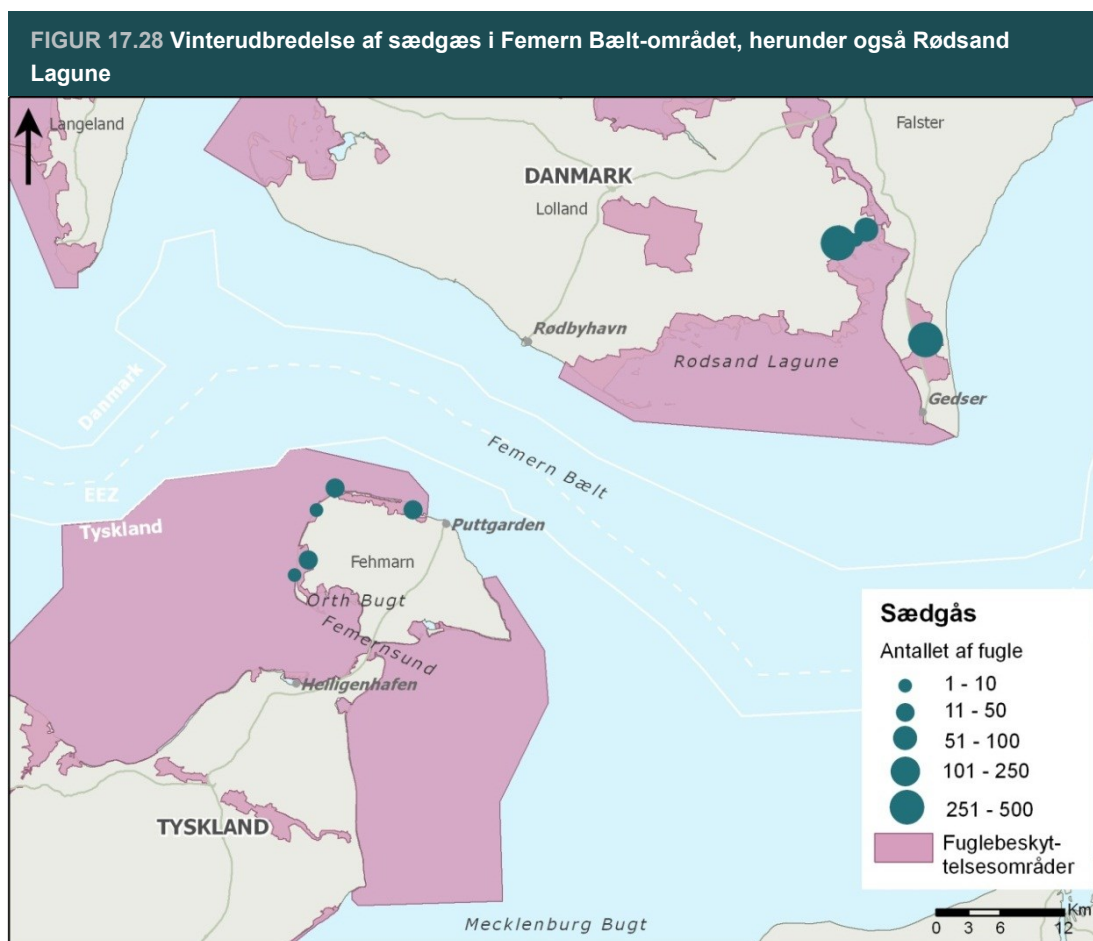 FIGUR 17.28 Vinterudbredelse af sædgæs i Femern Bælt-området, herunder også Rødsand
Lagune
Langeland
Falster
DANMARK
Lolland
Rødbyhavn
Rodsand Lagune
Gedser
Danmark
Femern Bælt
EEZ
Tyskland
Puttgarden
Fehmarn
Orth Bugt
Femernsund
Heiligenhafen
TYSKLAND
Mecklenburg Bugt
Sædgås
Antallet af fugle
1 - 10
11 - 50
51 - 100
101 - 250
251 - 500
Fuglebeskyt-
telsesområder
Km
0 3 6 12